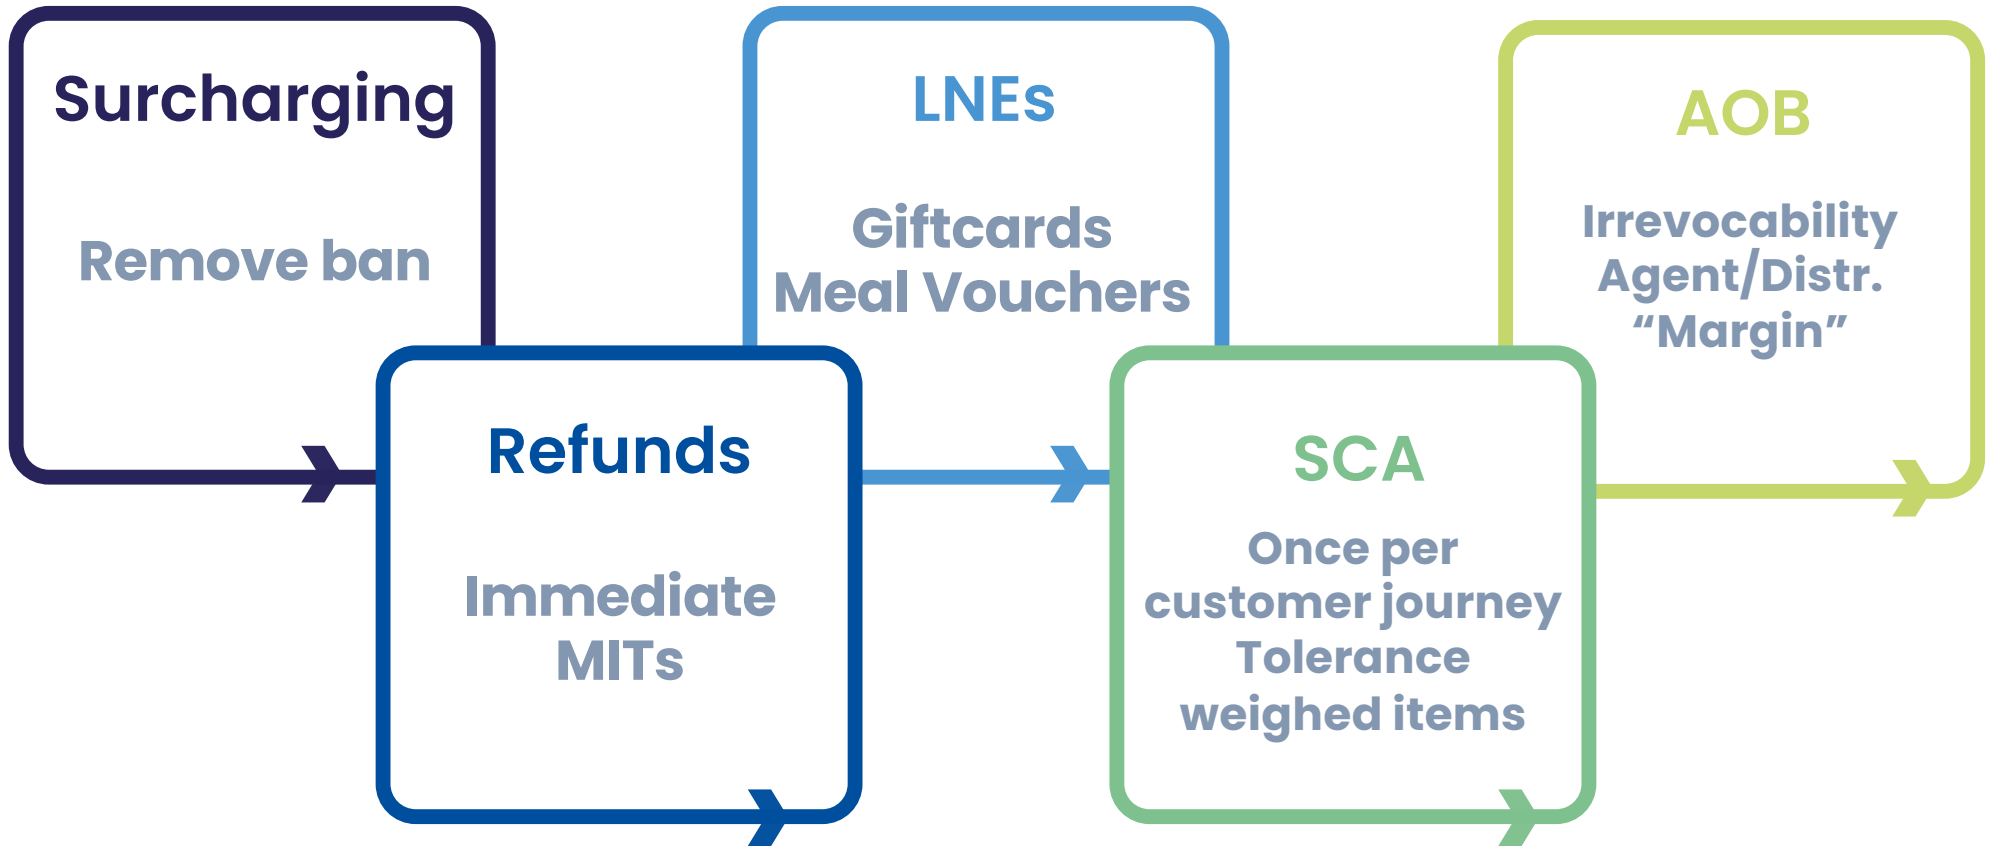 Surcharging
Remove ban
Refunds
Immediate
MITs
LNEs
Giftcards
Meal Vouchers
SCA
Once per
customer journey
Tolerance
weighed items
AOB
Irrevocability
Agent/Distr.
“Margin”